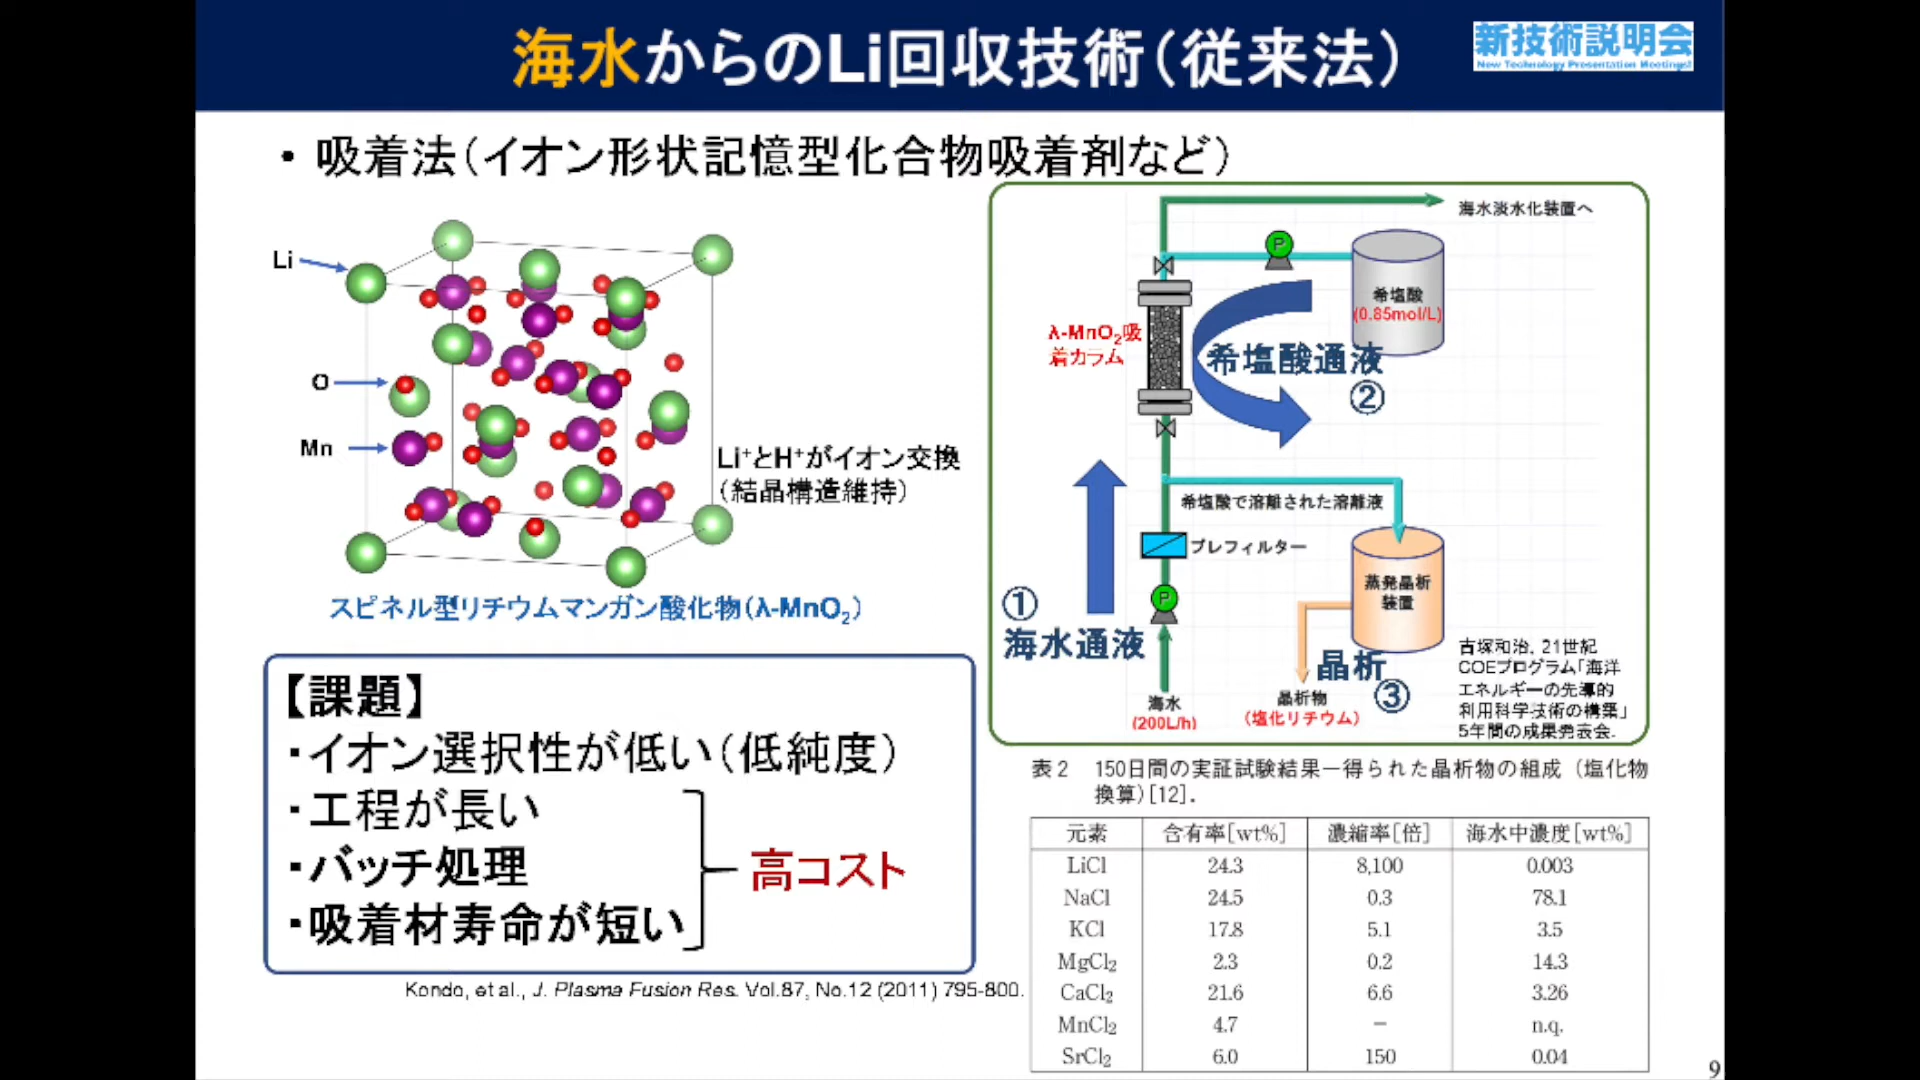 海水からのLi回収技術(従来法)
新技術説明会
New Technology Presentation Meetings!
・吸着法(イオン形状記憶型化合物吸着剤など)
Li
O
Mn
Li⁺とH⁺がイオン交換
(結晶構造維持)
スピネル型リチウムマンガン酸化物(λ-MnO₂)
【課題】
・イオン選択性が低い(低純度)
・工程が長い
・バッチ処理
・吸着材寿命が短い
高コスト
Kondo, et al., J. Plasma Fusion Res. Vol.87, No.12 (2011) 795-800.
海水淡水化装置へ
P
希塩酸
(0.85mol/L)
λ-MnO₂吸
着カラム
希塩酸通液
②
希塩酸で溶離された溶離液
プレフィルター
①
海水通液
P
蒸発晶析
装置
晶析
③
海水
(200L/h)
晶析物
(塩化リチウム)
吉塚和治, 21世紀
COEプログラム「海洋
エネルギーの先導的
利用科学技術の構築」
5年間の成果発表会.
表2 150日間の実証試験結果ー得られた晶析物の組成(塩化物
換算)[12].
元素 含有率[wt%] 濃縮率[倍] 海水中濃度[wt%]
LiCl 24.3 8,100 0.003
NaCl 24.5 0.3 78.1
KCl 17.8 5.1 3.5
MgCl₂ 2.3 0.2 14.3
CaCl₂ 21.6 6.6 3.26
MnCl₂ 4.7 − n.q.
SrCl₂ 6.0 150 0.04
9